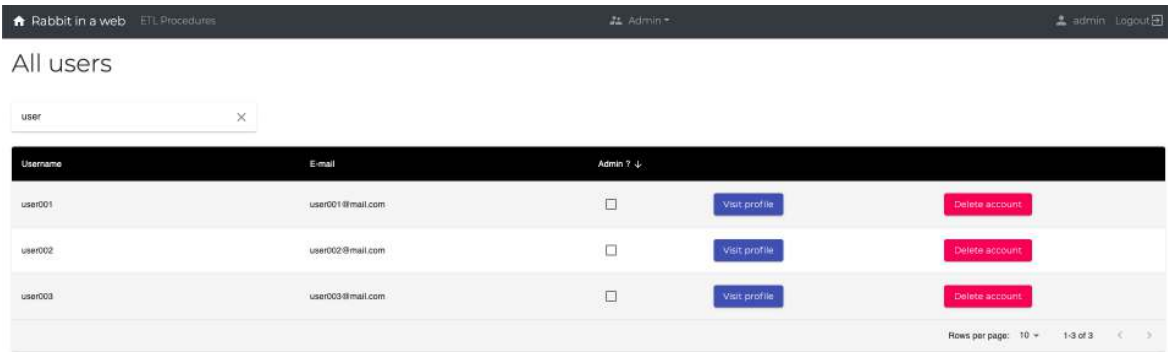 Rabbit in a web ETL Procedures Admin admin Logout
All users
user
Username E-mail Admin ?
user001 user001@mail.com Visit profile Delete account
user002 user002@mail.com Visit profile Delete account
user003 user003@mail.com Visit profile Delete account
Rows per page: 10 1-3 of 3